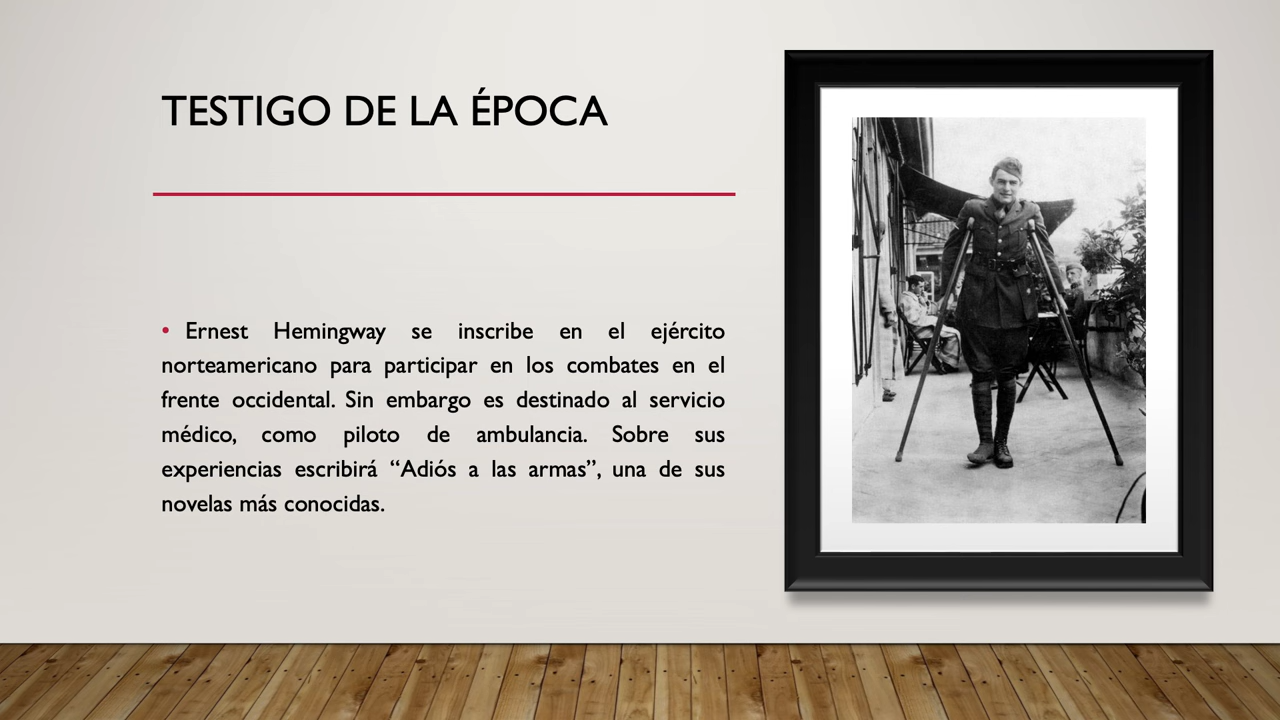 TESTIGO DE LA ÉPOCA
• Ernest Hemingway se inscribe en el ejército
norteamericano para participar en los combates en el
frente occidental. Sin embargo es destinado al servicio
médico, como piloto de ambulancia. Sobre sus
experiencias escribirá “Adiós a las armas”, una de sus
novelas más conocidas.